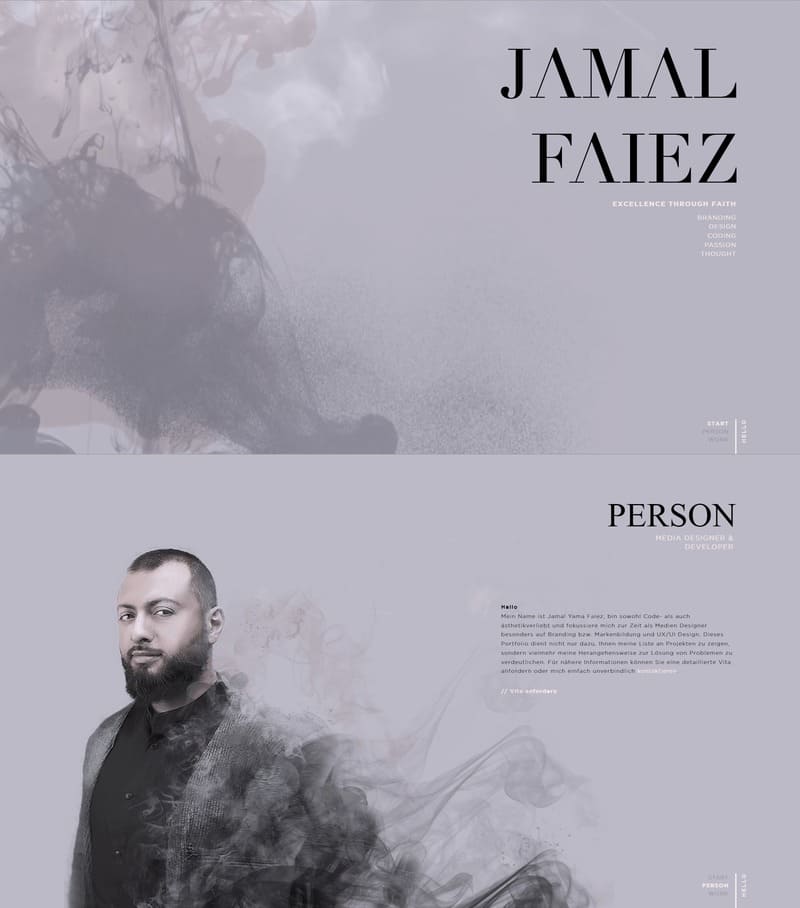 JAMAL
FAIEZ
EXCELLENCE THROUGH FAITH
BRANDING
DESIGN
CODING
PASSION
THOUGHT
START
PERSON
WORK
HELLO
PERSON
MEDIA DESIGNER &
DEVELOPER
Hallo
Mein Name ist Jamal Yama Faiez, bin sowohl Code- als auch
ästhetikverliebt und fokussiere mich zur Zeit als Medien Designer
besonders auf Branding bzw. Markenbildung und UX/UI Design. Dieses
Portfolio dient nicht nur dazu, Ihnen meine Liste an Projekten zu zeigen,
sondern vielmehr meine Herangehensweise zur Lösung von Problemen zu
verdeutlichen. Für nähere Informationen können Sie eine detaillierte Vita
anfordern oder mich einfach unverbindlich kontaktieren
// Vita anfordern
START
PERSON
WORK
HELLO